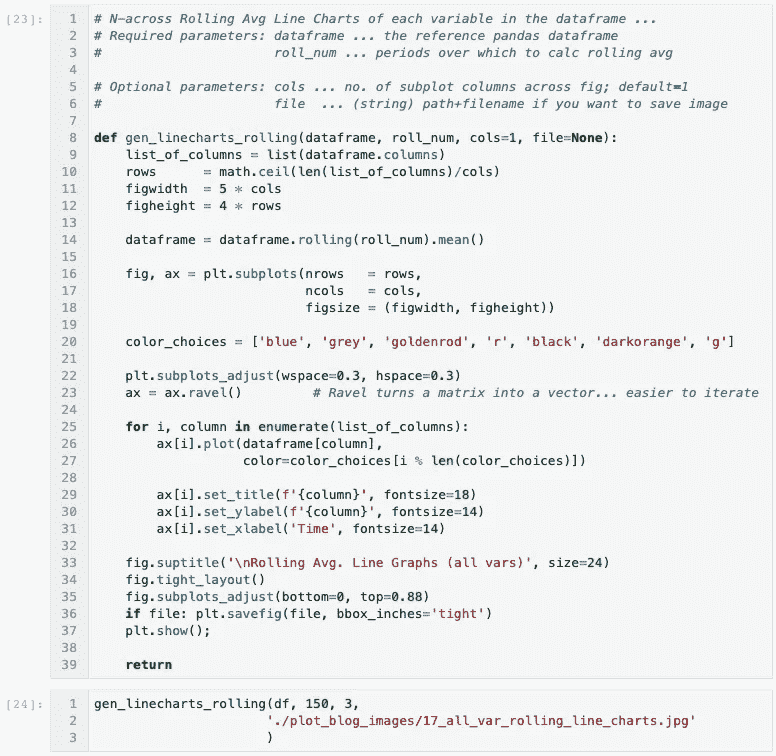 [23]:
1 # N-across Rolling Avg Line Charts of each variable in the dataframe ...
2 # Required parameters: dataframe ... the reference pandas dataframe
3 #                      roll_num ... periods over which to calc rolling avg
4
5 # Optional parameters: cols ... no. of subplot columns across fig; default=1
6 #                      file  ... (string) path+filename if you want to save image
7
8 def gen_linecharts_rolling(dataframe, roll_num, cols=1, file=None):
9     list_of_columns = list(dataframe.columns)
10     rows      = math.ceil(len(list_of_columns)/cols)
11     figwidth  = 5 * cols
12     figheight = 4 * rows
13
14     dataframe = dataframe.rolling(roll_num).mean()
15
16     fig, ax = plt.subplots(nrows   = rows,
17                            ncols   = cols,
18                            figsize = (figwidth, figheight))
19
20     color_choices = ['blue', 'grey', 'goldenrod', 'r', 'black', 'darkorange', 'g']
21
22     plt.subplots_adjust(wspace=0.3, hspace=0.3)
23     ax = ax.ravel()         # Ravel turns a matrix into a vector... easier to iterate
24
25     for i, column in enumerate(list_of_columns):
26         ax[i].plot(dataframe[column],
27                    color=color_choices[i % len(color_choices)])
28
29         ax[i].set_title(f'{column}', fontsize=18)
30         ax[i].set_ylabel(f'{column}', fontsize=14)
31         ax[i].set_xlabel('Time', fontsize=14)
32
33     fig.suptitle('\nRolling Avg. Line Graphs (all vars)', size=24)
34     fig.tight_layout()
35     fig.subplots_adjust(bottom=0, top=0.88)
36     if file: plt.savefig(file, bbox_inches='tight')
37     plt.show();
38
39     return
[24]:
1 gen_linecharts_rolling(df, 150, 3,
2                       './plot_blog_images/17_all_var_rolling_line_charts.jpg'
3                       )